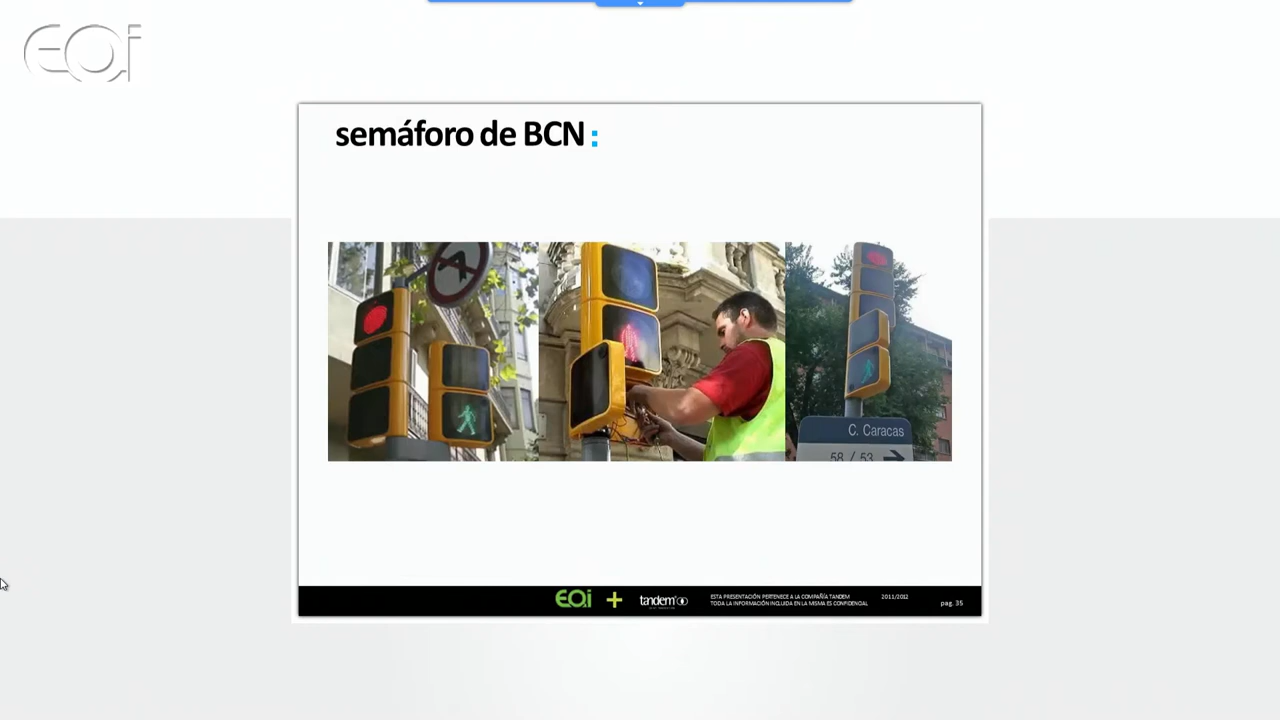 EOi
semáforo de BCN :
C. Caracas
58 / 53
EOi + tandem
ESTA PRESENTACIÓN PERTENECE A LA COMPAÑÍA TANDEM
TODA LA INFORMACIÓN INCLUIDA EN LA MISMA ES CONFIDENCIAL
2011/2012
pag. 35